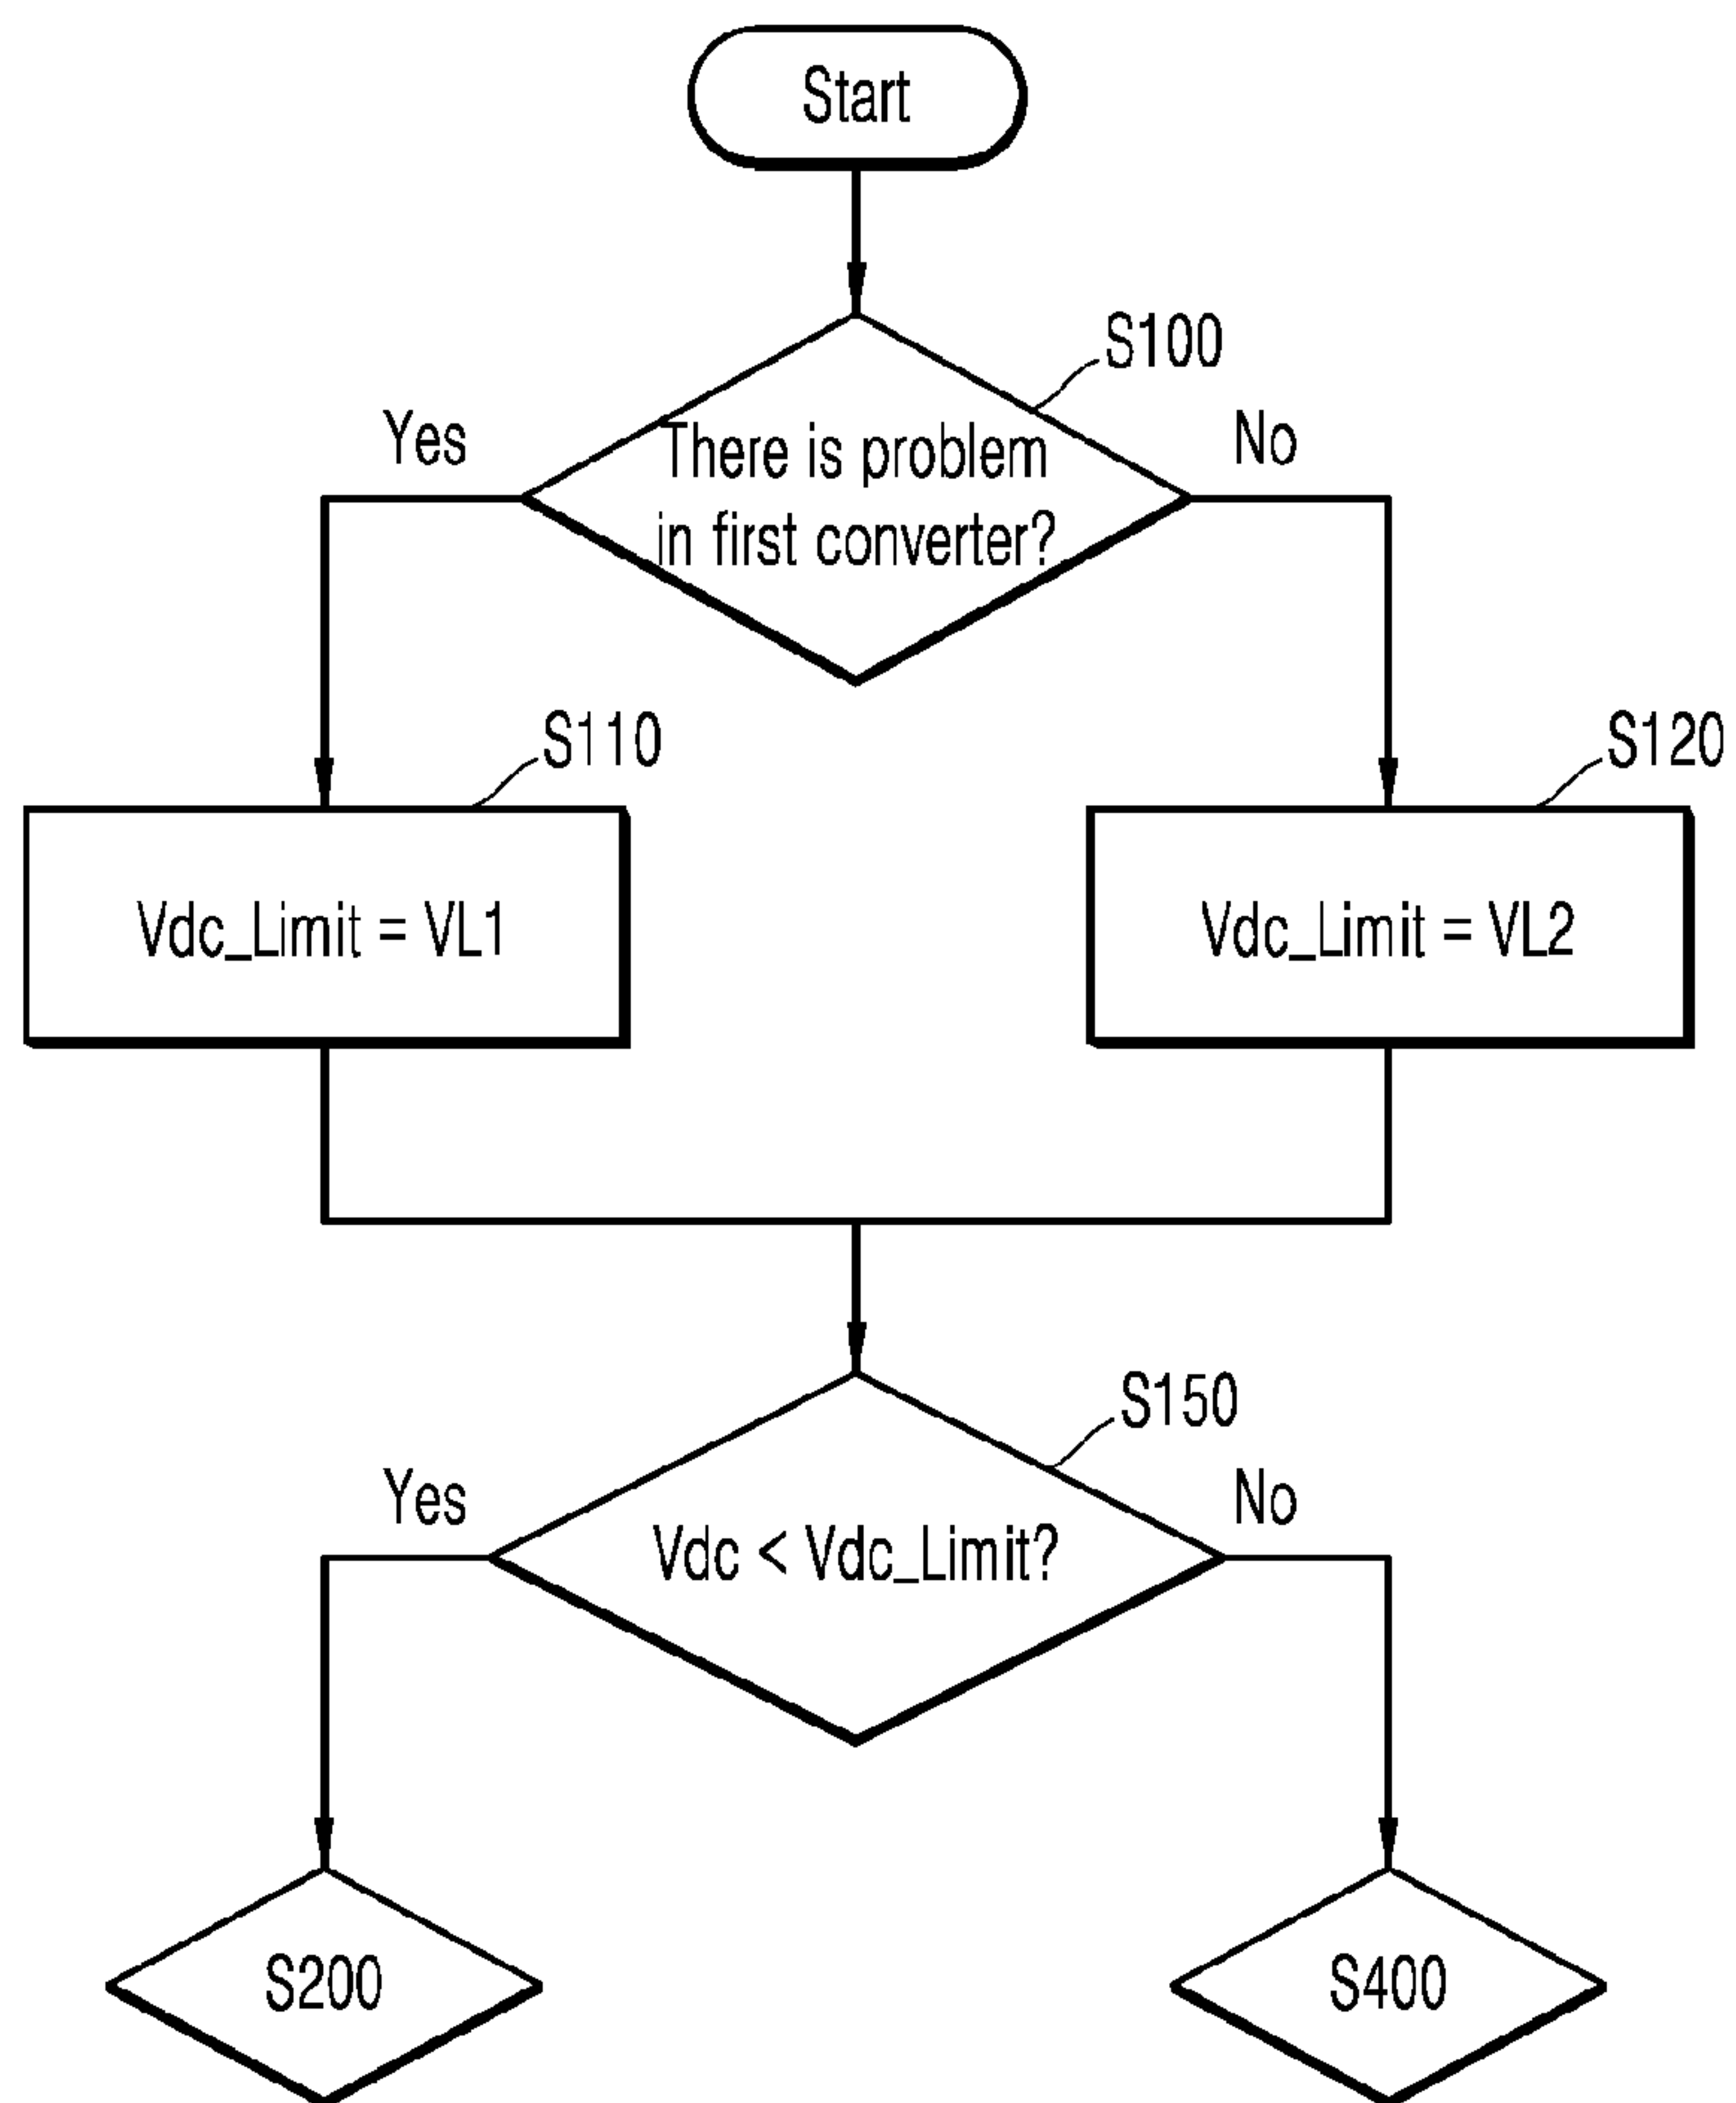 Start
S100
Yes
No
There is problem
in first converter?
S110
S120
Vdc_Limit = VL1
Vdc_Limit = VL2
S150
Yes
No
Vdc < Vdc_Limit?
S200
S400